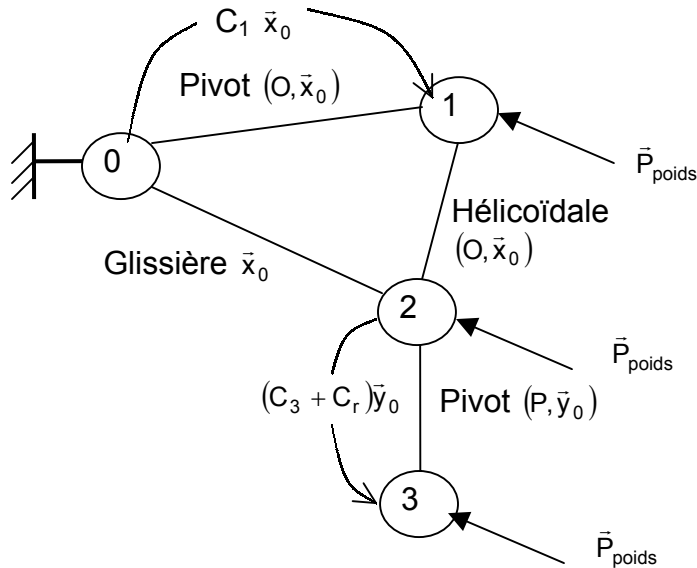 C₁ x⃗₀
Pivot (O, x⃗₀)
1
0
P⃗poids
Hélicoïdale
(O, x⃗₀)
Glissière x⃗₀
2
P⃗poids
(C₃ + Cᵣ)y⃗₀
Pivot (P, y⃗₀)
3
P⃗poids